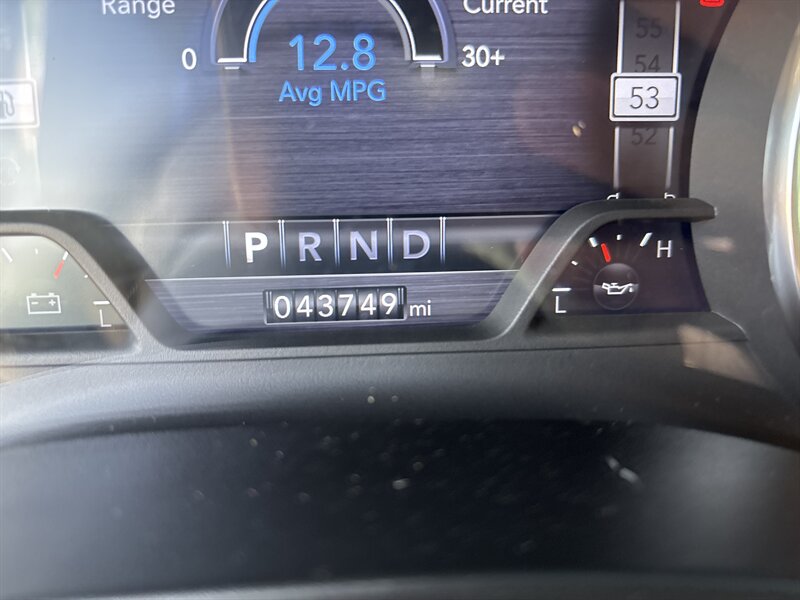 Range
Current
0
12.8
30+
Avg MPG
55
54
53
52
P R N D
043749 mi
L
L
H